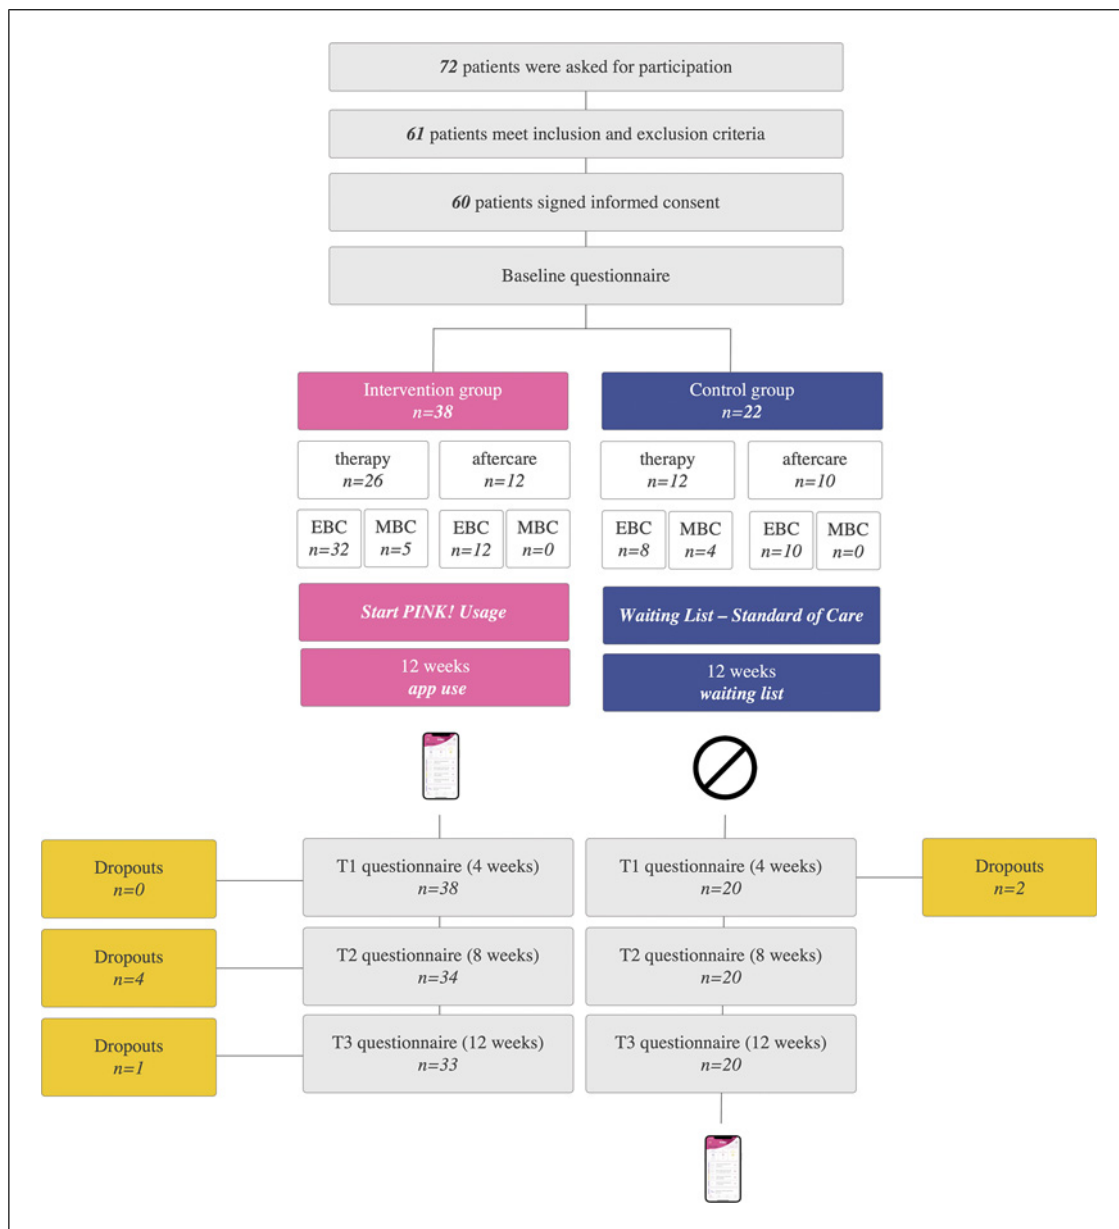 72 patients were asked for participation
61 patients meet inclusion and exclusion criteria
60 patients signed informed consent
Baseline questionnaire
Intervention group
n=38
Control group
n=22
therapy
n=26
aftercare
n=12
therapy
n=12
aftercare
n=10
EBC
n=32
MBC
n=5
EBC
n=12
MBC
n=0
EBC
n=8
MBC
n=4
EBC
n=10
MBC
n=0
Start PINK! Usage
Waiting List – Standard of Care
12 weeks
app use
12 weeks
waiting list
Dropouts
n=0
T1 questionnaire (4 weeks)
n=38
T1 questionnaire (4 weeks)
n=20
Dropouts
n=2
Dropouts
n=4
T2 questionnaire (8 weeks)
n=34
T2 questionnaire (8 weeks)
n=20
Dropouts
n=1
T3 questionnaire (12 weeks)
n=33
T3 questionnaire (12 weeks)
n=20